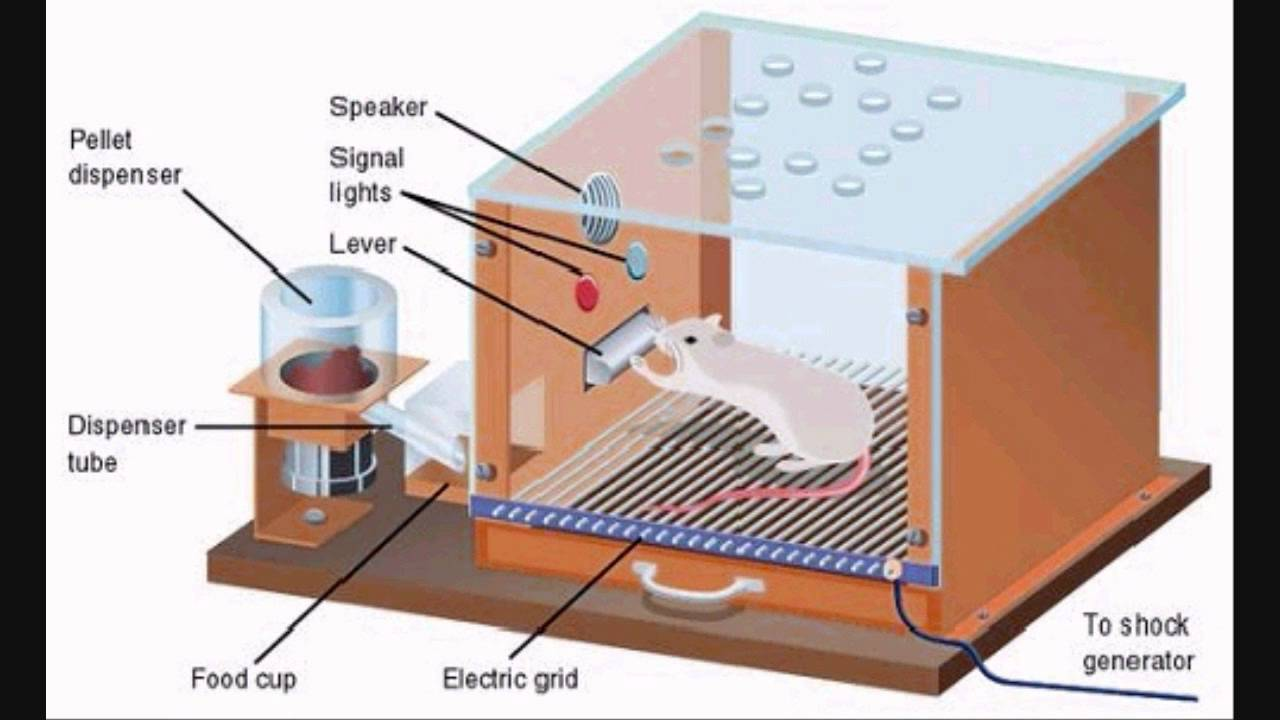 Speaker
Pellet
dispenser
Signal
lights
Lever
Dispenser
tube
Food cup
Electric grid
To shock
generator